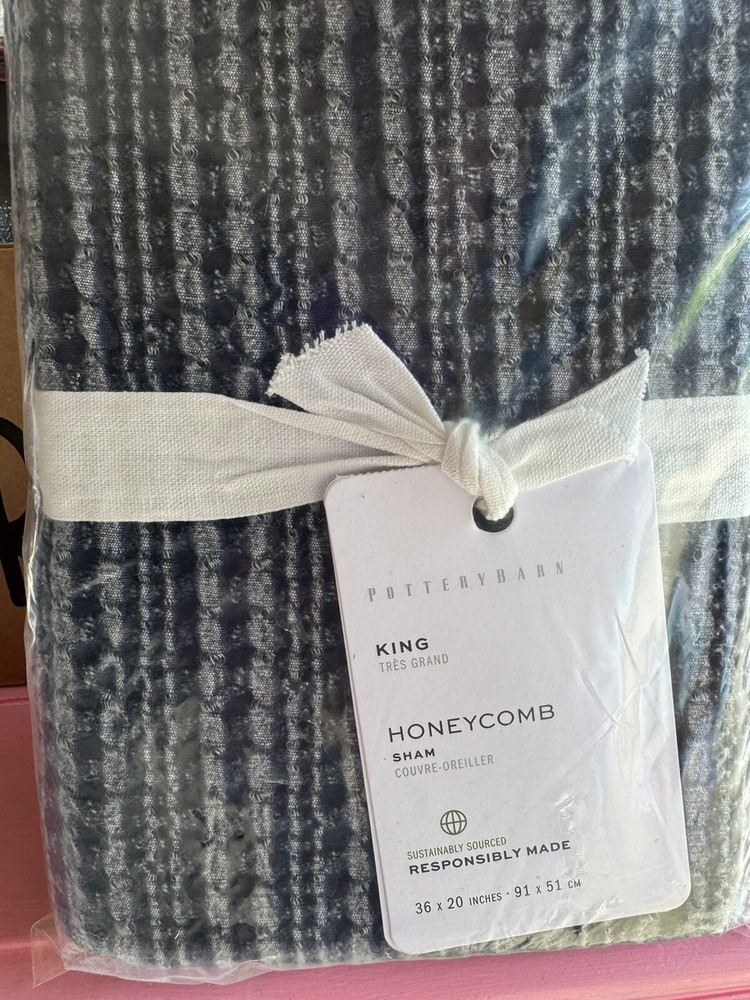 POTTERYBARN
KING
TRÈS GRAND
HONEYCOMB
SHAM
COUVRE-OREILLER
SUSTAINABLY SOURCED
RESPONSIBLY MADE
36 x 20 INCHES · 91 x 51 CM